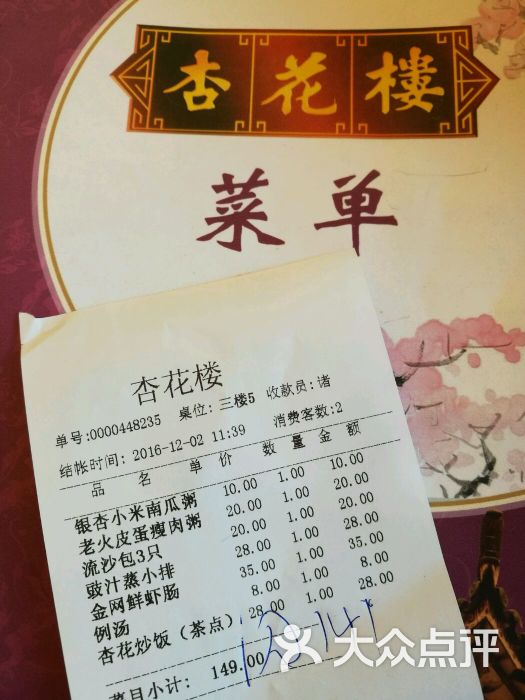 杏花樓
菜单
杏花楼
单号:0000448235 桌位: 三楼5 收款员: 诸
结帐时间: 2016-12-02 11:39 消费客数:2
品 名 单 价 数 量 金 额
银杏小米南瓜粥 10.00 1.00 10.00
老火皮蛋瘦肉粥 20.00 1.00 20.00
流沙包3只 20.00 1.00 20.00
豉汁蒸小排 28.00 1.00 28.00
金网鲜虾肠 35.00 1.00 35.00
例汤 8.00 1.00 8.00
杏花炒饭（茶点） 28.00 1.00 28.00
菜目小计: 149.00
大众点评